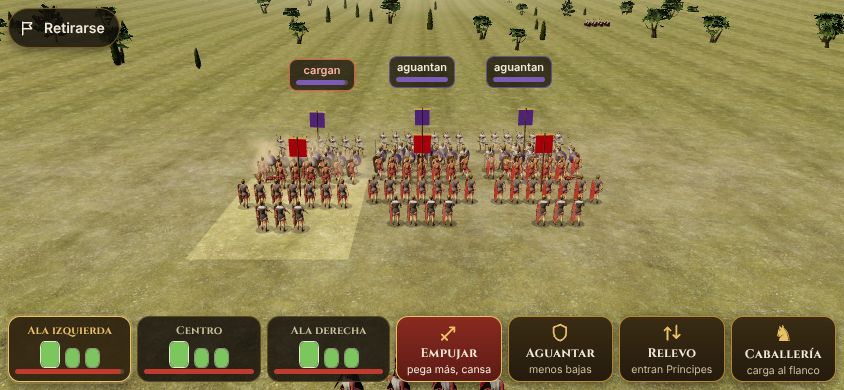 Retirarse
cargan
aguantan
aguantan
ALA IZQUIERDA
CENTRO
ALA DERECHA
EMPUJAR
pega más, cansa
AGUANTAR
menos bajas
RELEVO
entran Príncipes
CABALLERÍA
carga al flanco